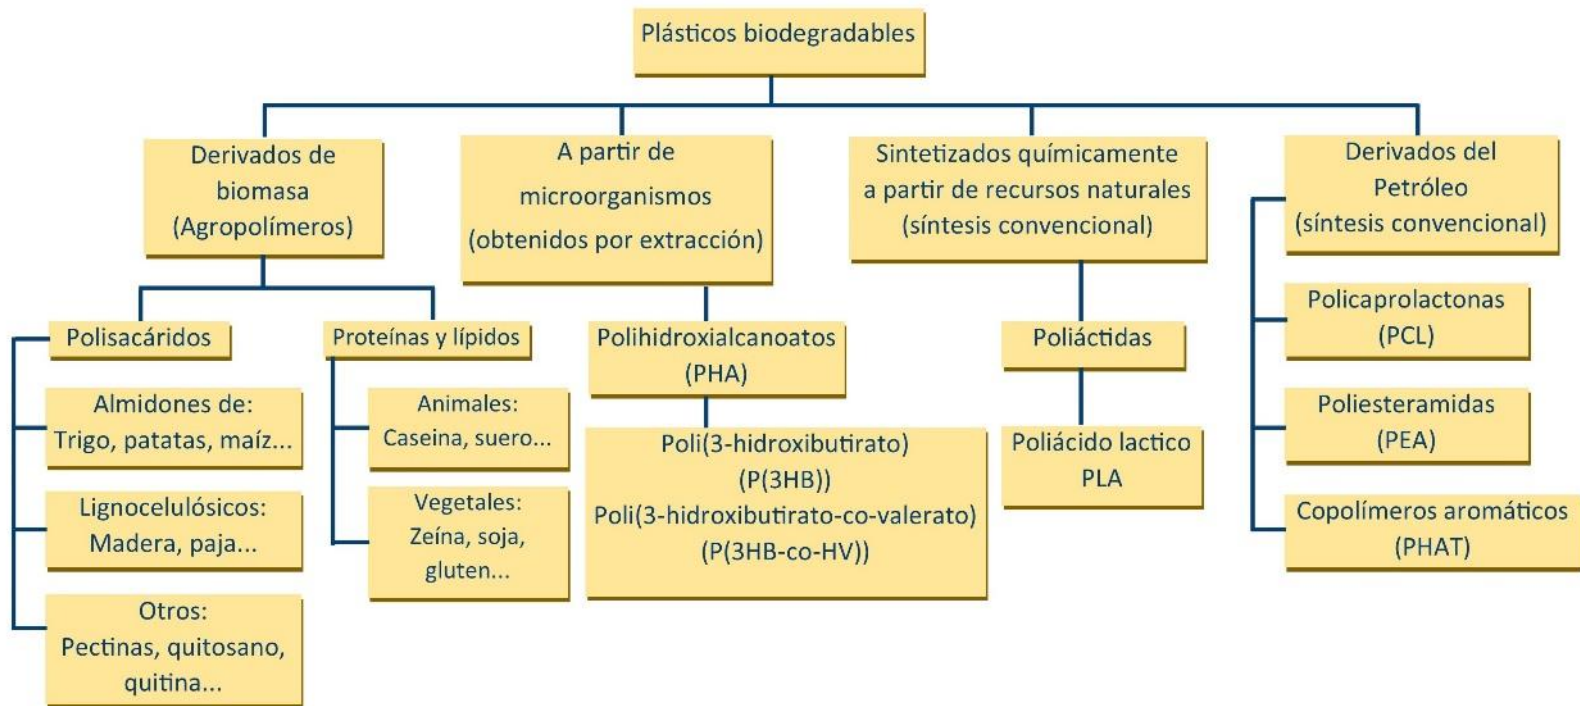 Plásticos biodegradables
Derivados de
biomasa
(Agropolímeros)
A partir de
microorganismos
(obtenidos por extracción)
Sintetizados químicamente
a partir de recursos naturales
(síntesis convencional)
Derivados del
Petróleo
(síntesis convencional)
Polisacáridos
Almidones de:
Trigo, patatas, maíz...
Lignocelulósicos:
Madera, paja...
Otros:
Pectinas, quitosano,
quitina...
Proteínas y lípidos
Animales:
Caseina, suero...
Vegetales:
Zeína, soja,
gluten...
Polihidroxialcanoatos
(PHA)
Poli(3-hidroxibutirato)
(P(3HB))
Poli(3-hidroxibutirato-co-valerato)
(P(3HB-co-HV))
Poliáctidas
Poliácido lactico
PLA
Policaprolactonas
(PCL)
Poliesteramidas
(PEA)
Copolímeros aromáticos
(PHAT)